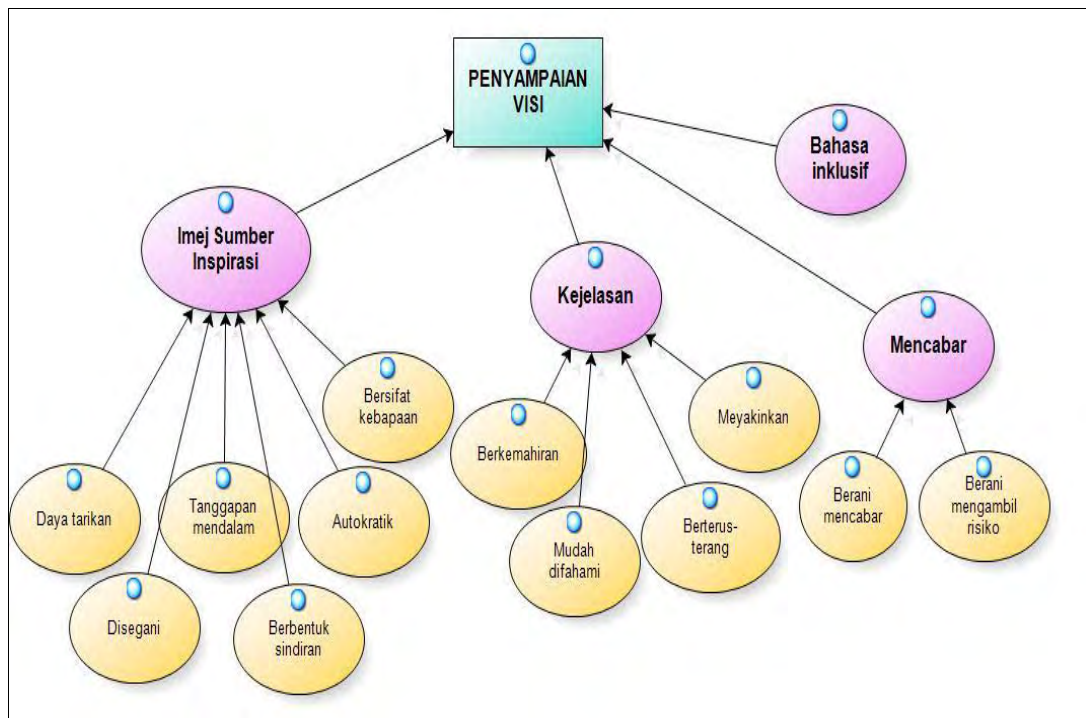 PENYAMPAIAN
VISI
Bahasa
inklusif
Imej Sumber
Inspirasi
Kejelasan
Mencabar
Bersifat
kebapaan
Meyakinkan
Berkemahiran
Daya tarikan
Tanggapan
mendalam
Autokratik
Mudah
difahami
Berterus-
terang
Berani
mencabar
Berani
mengambil
risiko
Disegani
Berbentuk
sindiran